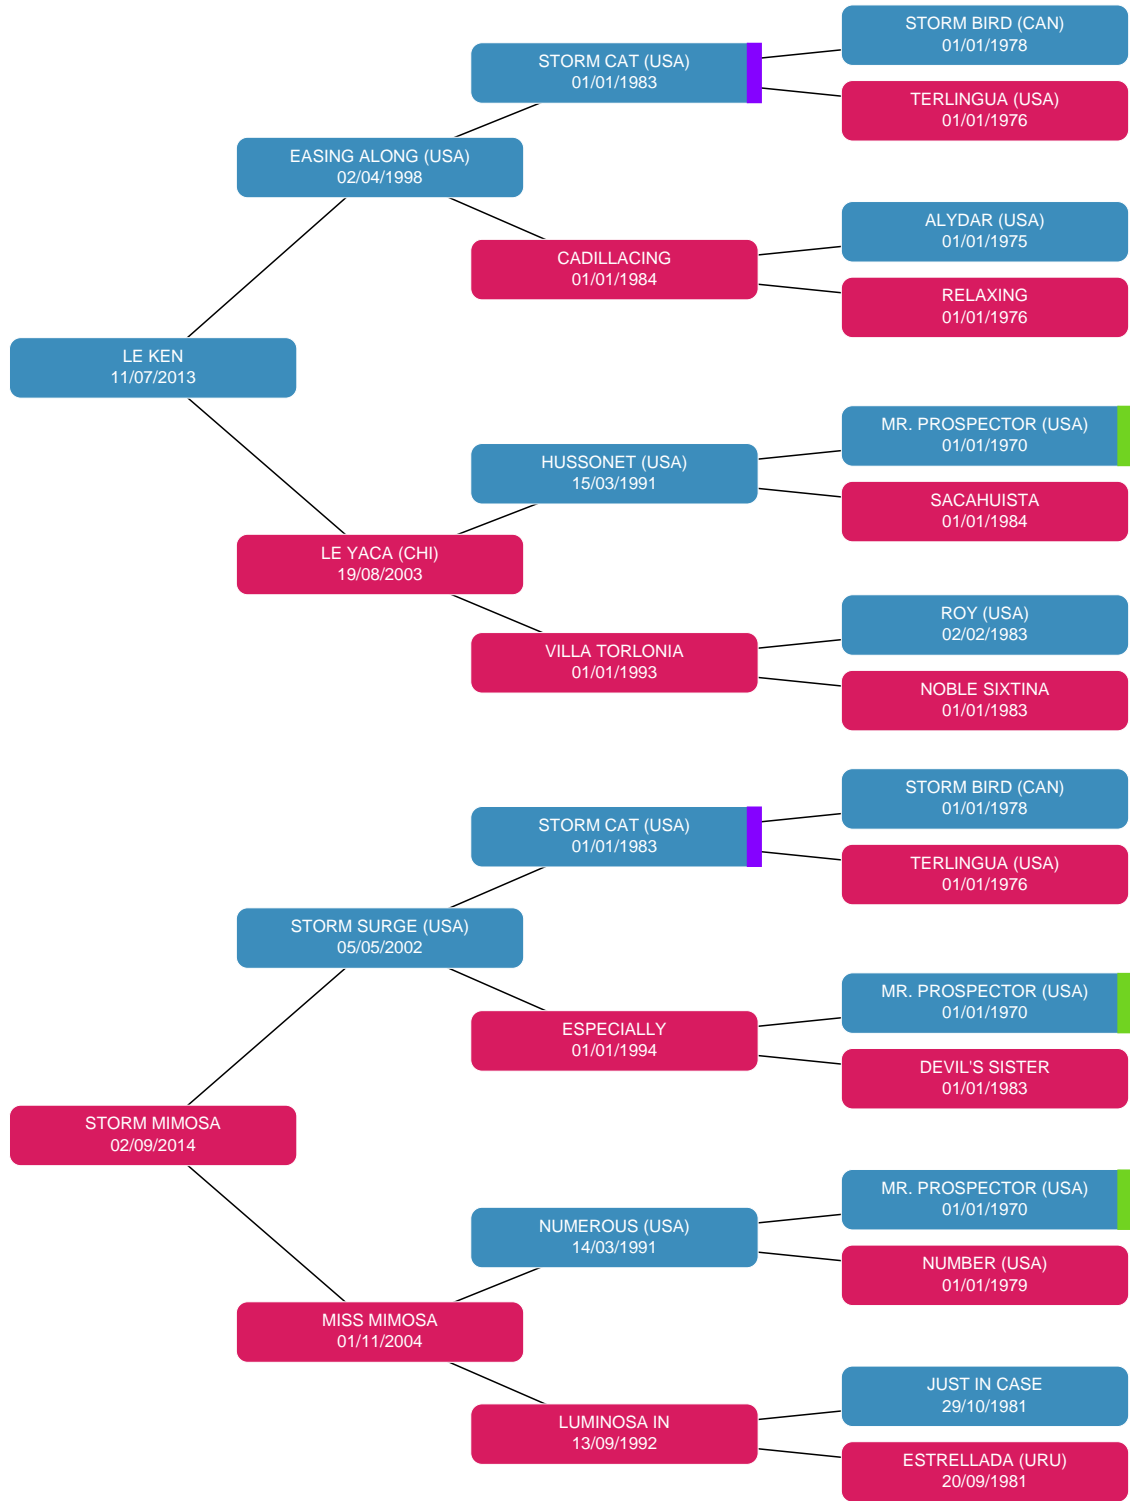 STORM BIRD (CAN)
01/01/1978
STORM CAT (USA)
01/01/1983
TERLINGUA (USA)
01/01/1976
EASING ALONG (USA)
02/04/1998
ALYDAR (USA)
01/01/1975
CADILLACING
01/01/1984
RELAXING
01/01/1976
LE KEN
11/07/2013
MR. PROSPECTOR (USA)
01/01/1970
HUSSONET (USA)
15/03/1991
SACAHUISTA
01/01/1984
LE YACA (CHI)
19/08/2003
ROY (USA)
02/02/1983
VILLA TORLONIA
01/01/1993
NOBLE SIXTINA
01/01/1983
STORM BIRD (CAN)
01/01/1978
STORM CAT (USA)
01/01/1983
TERLINGUA (USA)
01/01/1976
STORM SURGE (USA)
05/05/2002
MR. PROSPECTOR (USA)
01/01/1970
ESPECIALLY
01/01/1994
DEVIL'S SISTER
01/01/1983
STORM MIMOSA
02/09/2014
MR. PROSPECTOR (USA)
01/01/1970
NUMEROUS (USA)
14/03/1991
NUMBER (USA)
01/01/1979
MISS MIMOSA
01/11/2004
JUST IN CASE
29/10/1981
LUMINOSA IN
13/09/1992
ESTRELLADA (URU)
20/09/1981